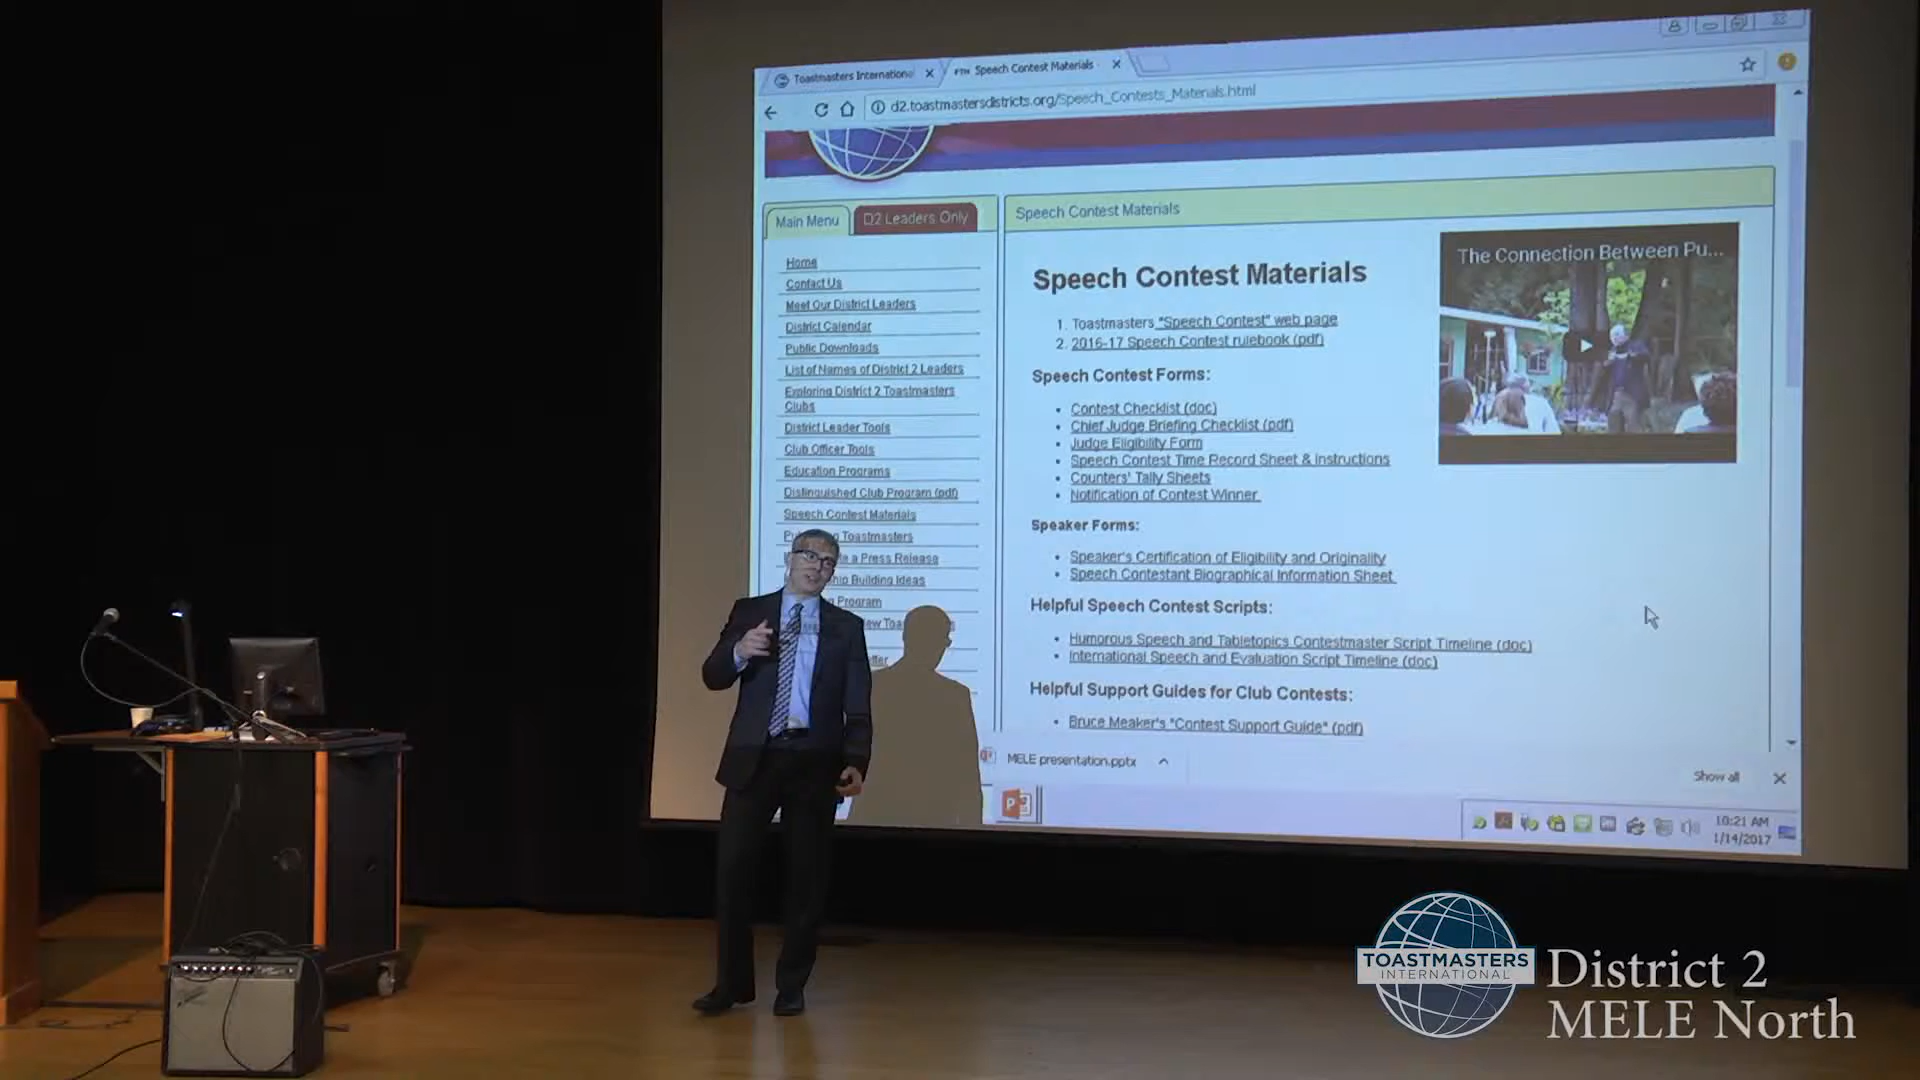 Toastmasters International
FTH Speech Contest Materials
d2.toastmastersdistricts.org/Speech_Contests_Materials.html
Main Menu
D2 Leaders Only
Home
Contact Us
Meet Our District Leaders
District Calendar
Public Downloads
List of Names of District 2 Leaders
Exploring District 2 Toastmasters
Clubs
District Leader Tools
Club Officer Tools
Education Programs
Distinguished Club Program (pdf)
Speech Contest Materials
Toastmasters
a Press Release
Building Ideas
Program
Speech Contest Materials
Speech Contest Materials
1. Toastmasters "Speech Contest" web page
2. 2016-17 Speech Contest rulebook (pdf)
Speech Contest Forms:
• Contest Checklist (doc)
• Chief Judge Briefing Checklist (pdf)
• Judge Eligibility Form
• Speech Contest Time Record Sheet & Instructions
• Counters' Tally Sheets
• Notification of Contest Winner
Speaker Forms:
• Speaker's Certification of Eligibility and Originality
• Speech Contestant Biographical Information Sheet
Helpful Speech Contest Scripts:
• Humorous Speech and Tabletopics Contestmaster Script Timeline (doc)
• International Speech and Evaluation Script Timeline (doc)
Helpful Support Guides for Club Contests:
• Bruce Meaker's "Contest Support Guide" (pdf)
The Connection Between Pu...
MELE presentation.pptx
Show all
10:21 AM
1/14/2017
TOASTMASTERS
INTERNATIONAL
District 2
MELE North